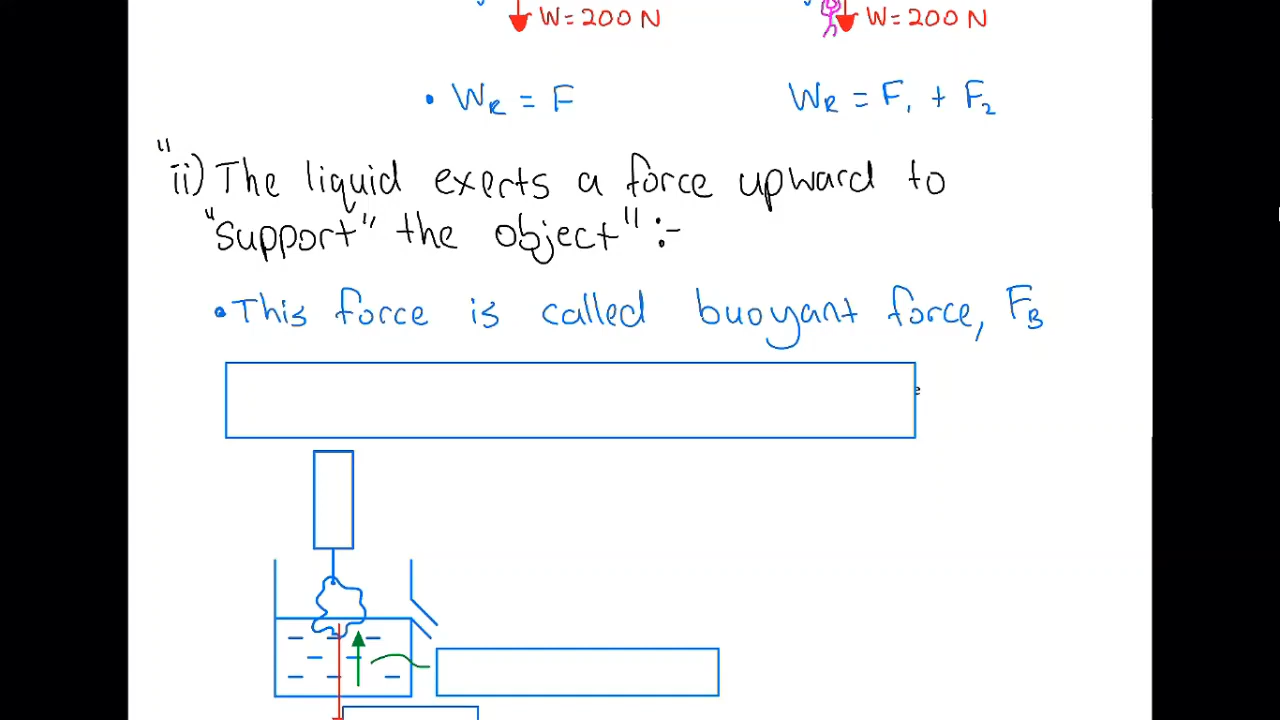 W = 200 N W = 200 N
• WR = F WR = F1 + F2
"ii) The liquid exerts a force upward to
"support" the object" :-
• This force is called buoyant force, FB
e